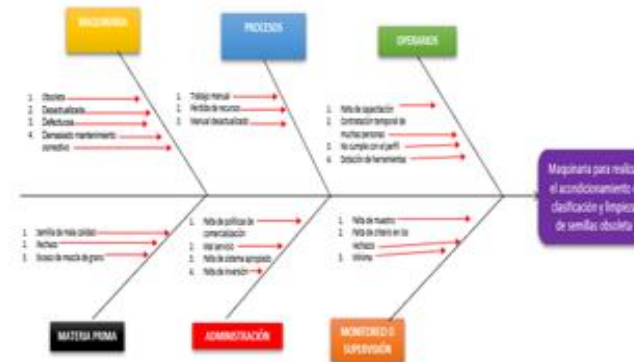 MAQUINARIA
PROCESOS
OPERARIOS
1. Obsoleta
2. Desactualizada
3. Defectuosa
4. Demasiado mantenimiento
correctivo
1. Trabajo manual
2. Perdida de recursos
3. Manual desactualizado
1. Falta de capacitación
2. Contratación temporal de
muchas personas
3. No cumple con el perfil
4. Dotación de herramientas
Maquinaria para realizar
el acondicionamiento
clasificación y limpieza
de semillas obsoleta
1. Semilla de mala calidad
2. Rechazo
3. Exceso de mezcla de grano
1. Falta de políticas de
comercialización
2. Mal servicio
3. Falta de sistema apropiado
4. Falta de inversión
1. Falta de muestra
2. Falta de criterio en los
rechazos
3. Mínima
MATERIA PRIMA
ADMINISTRACIÓN
MONITOREO O
SUPERVISIÓN